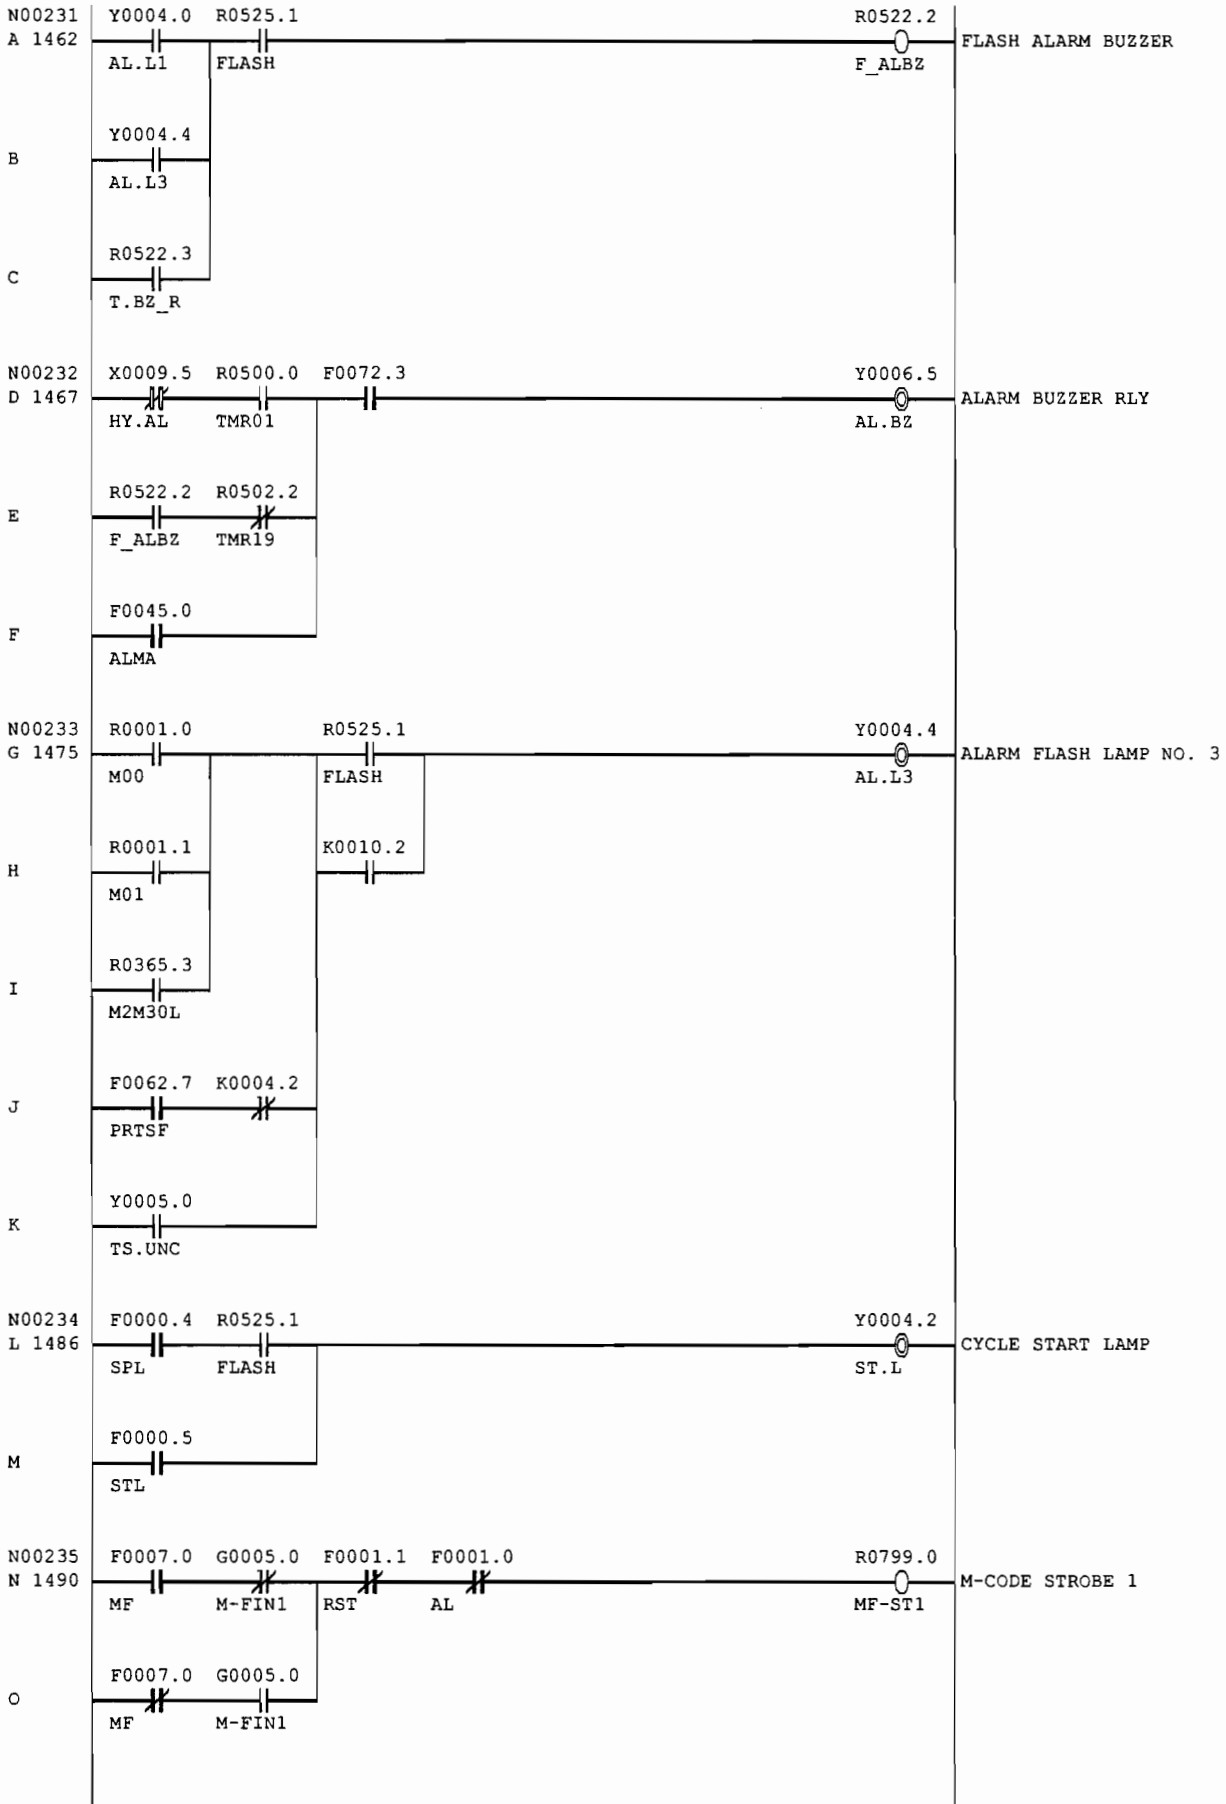 N00231 Y0004.0 R0525.1 R0522.2
A 1462 FLASH ALARM BUZZER
AL.L1 FLASH F_ALBZ
Y0004.4
B
AL.L3
R0522.3
C
T.BZ_R
N00232 X0009.5 R0500.0 F0072.3 Y0006.5
D 1467 ALARM BUZZER RLY
HY.AL TMR01 AL.BZ
R0522.2 R0502.2
E
F_ALBZ TMR19
F0045.0
F
ALMA
N00233 R0001.0 R0525.1 Y0004.4
G 1475 ALARM FLASH LAMP NO. 3
M00 FLASH AL.L3
R0001.1 K0010.2
H
M01
R0365.3
I
M2M30L
F0062.7 K0004.2
J
PRTSF
Y0005.0
K
TS.UNC
N00234 F0000.4 R0525.1 Y0004.2
L 1486 CYCLE START LAMP
SPL FLASH ST.L
F0000.5
M
STL
N00235 F0007.0 G0005.0 F0001.1 F0001.0 R0799.0
N 1490 M-CODE STROBE 1
MF M-FIN1 RST AL MF-ST1
F0007.0 G0005.0
O
MF M-FIN1